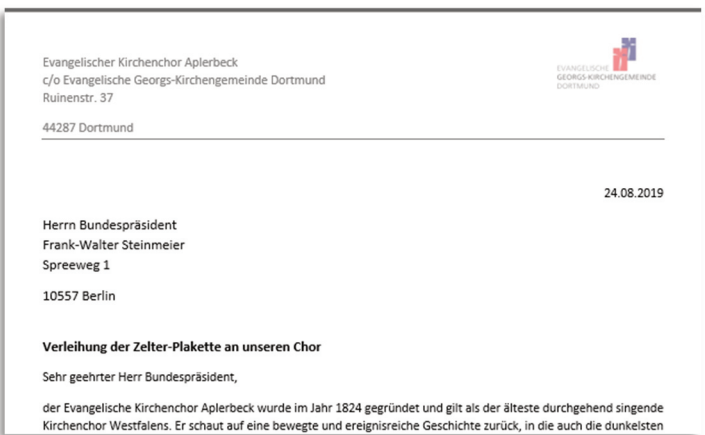 Evangelischer Kirchenchor Aplerbeck
c/o Evangelische Georgs-Kirchengemeinde Dortmund
Ruinenstr. 37
44287 Dortmund
EVANGELISCHE
GEORGS-KIRCHENGEMEINDE
DORTMUND
24.08.2019
Herrn Bundespräsident
Frank-Walter Steinmeier
Spreeweg 1
10557 Berlin
Verleihung der Zelter-Plakette an unseren Chor
Sehr geehrter Herr Bundespräsident,
der Evangelische Kirchenchor Aplerbeck wurde im Jahr 1824 gegründet und gilt als der älteste durchgehend singende
Kirchenchor Westfalens. Er schaut auf eine bewegte und ereignisreiche Geschichte zurück, in die auch die dunkelsten